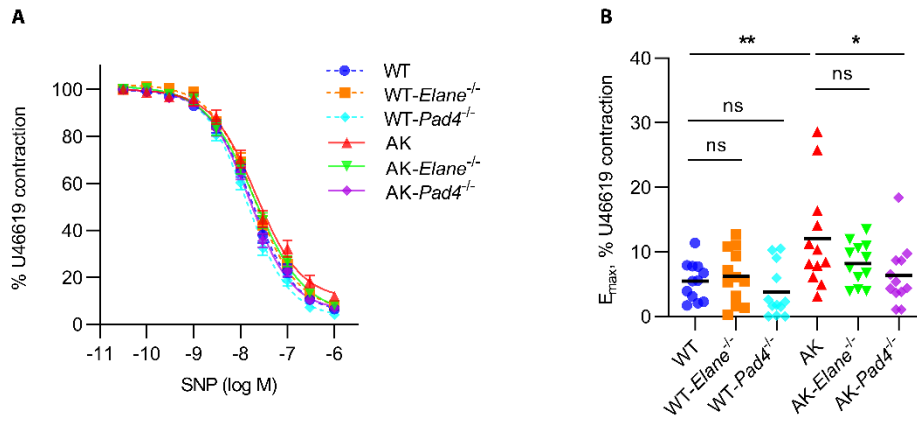 A
% U46619 contraction
100
80
60
40
20
0
-11 -10 -9 -8 -7 -6 -5
SNP (log M)
WT
WT-Elane-/-
WT-Pad4-/-
AK
AK-Elane-/-
AK-Pad4-/-
B
Emax, % U46619 contraction
40
30
20
10
0
** *
ns
ns
ns
WT
WT-Elane-/-
WT-Pad4-/-
AK
AK-Elane-/-
AK-Pad4-/-